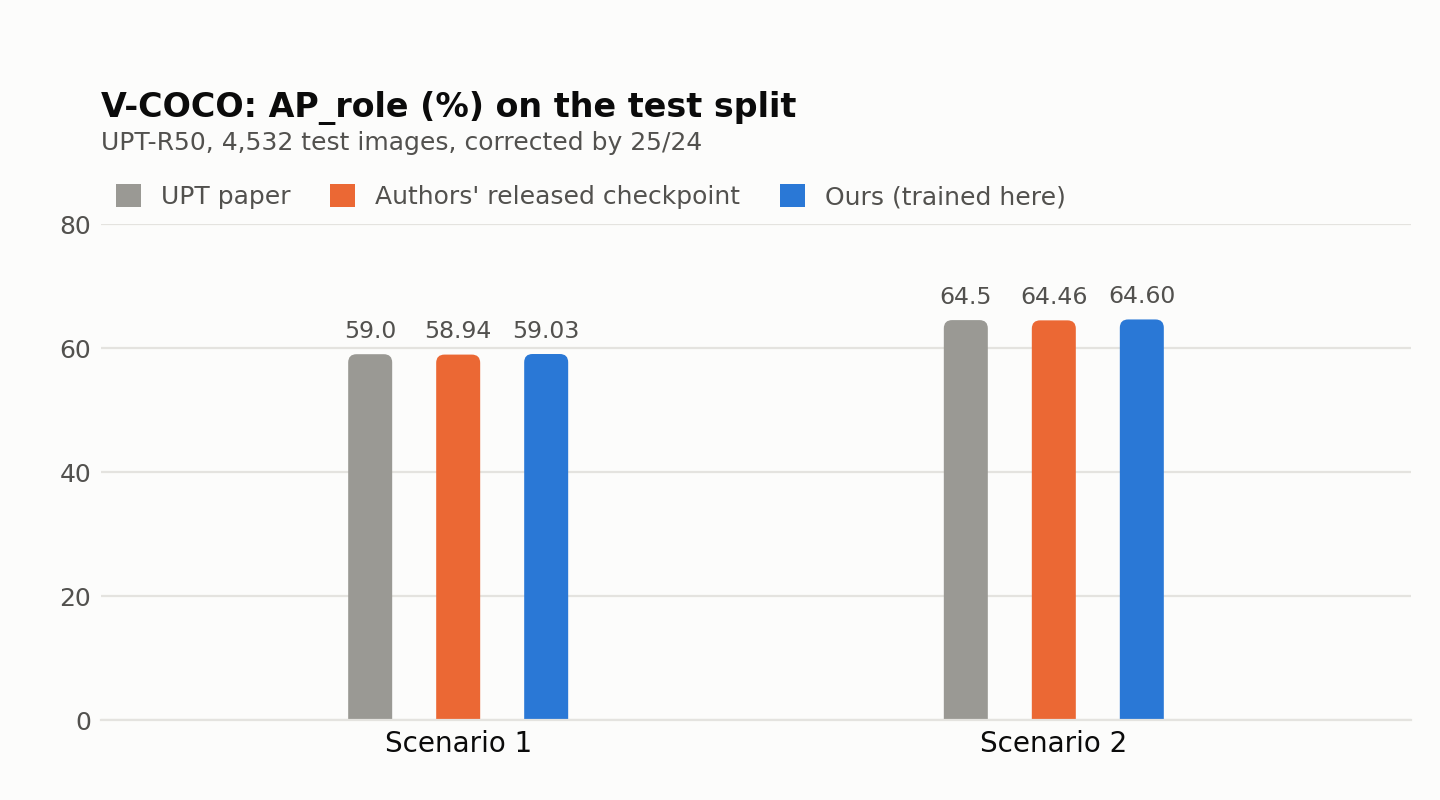 V-COCO: AP_role (%) on the test split
UPT-R50, 4,532 test images, corrected by 25/24
UPT paper Authors' released checkpoint Ours (trained here)
80
64.5 64.46 64.60
59.0 58.94 59.03
60
40
20
0
Scenario 1 Scenario 2